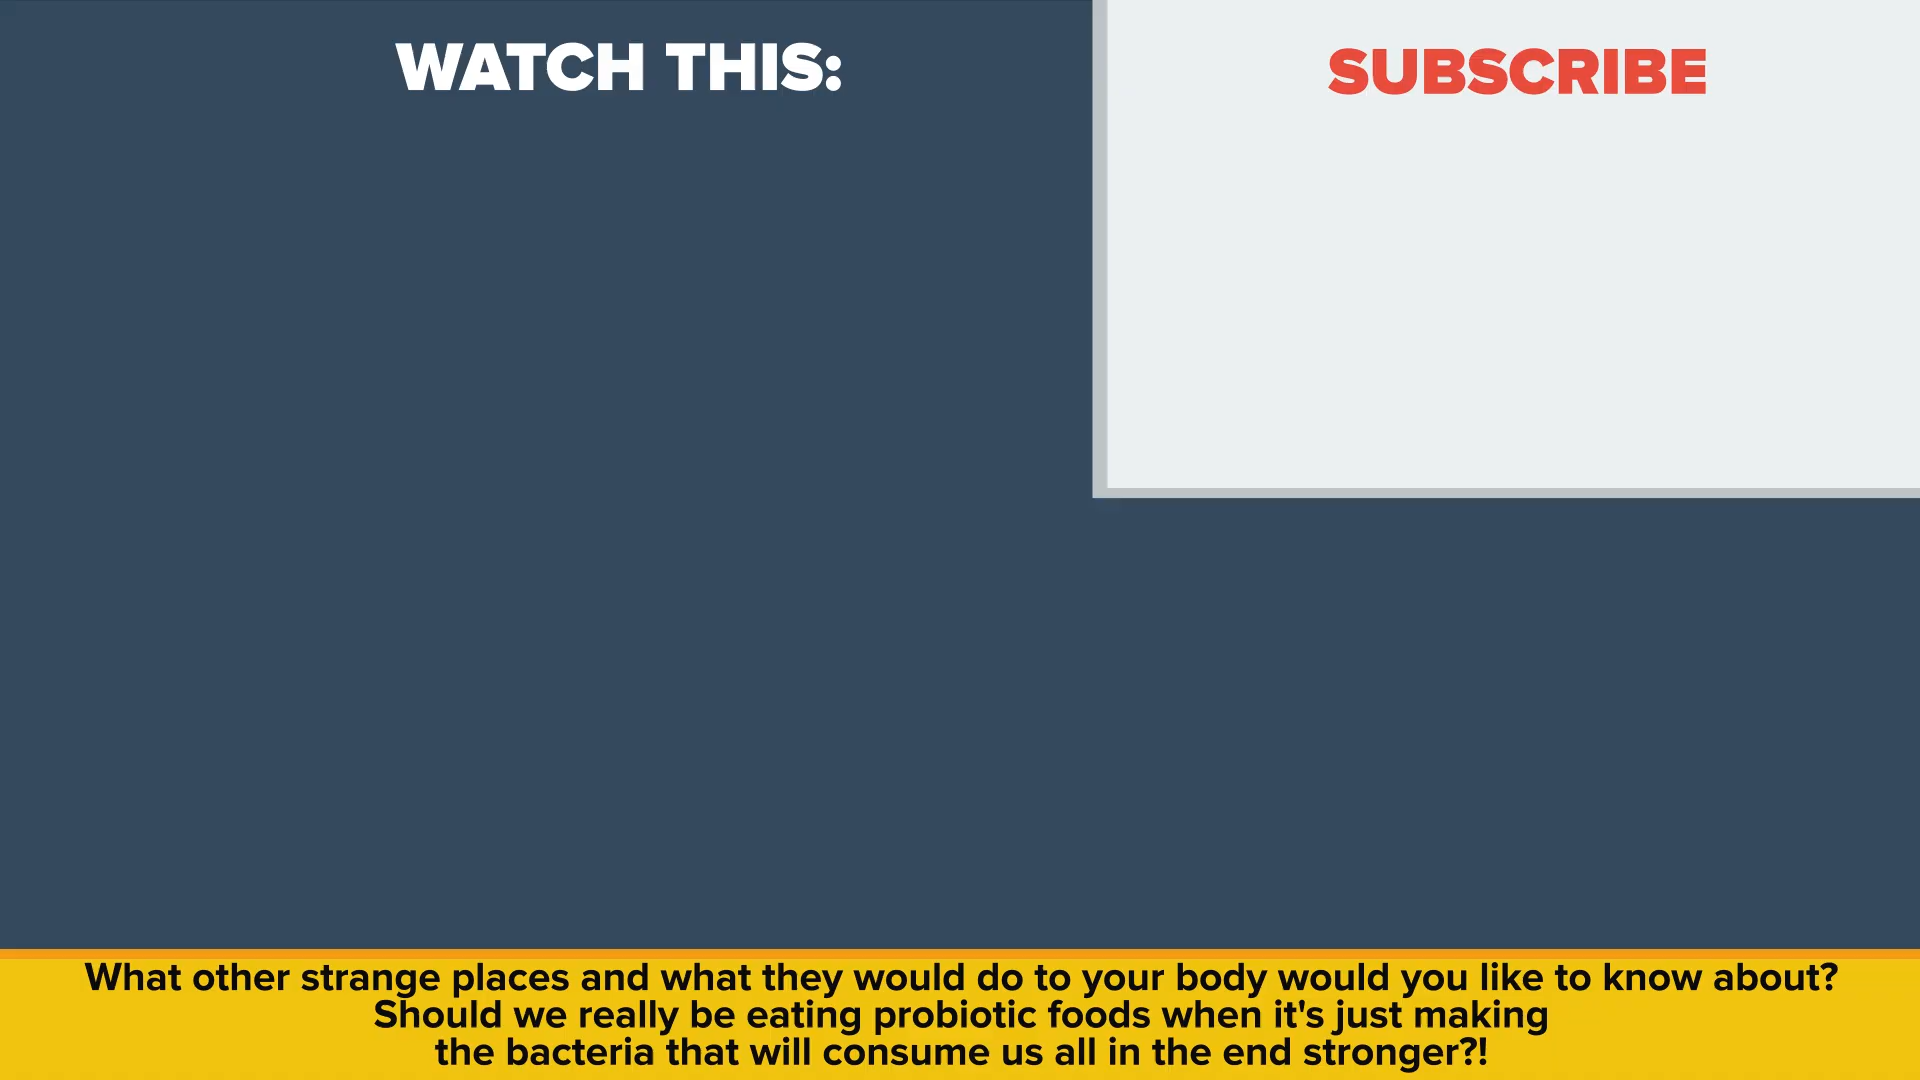 WATCH THIS:
SUBSCRIBE
What other strange places and what they would do to your body would you like to know about?
Should we really be eating probiotic foods when it's just making
the bacteria that will consume us all in the end stronger?!